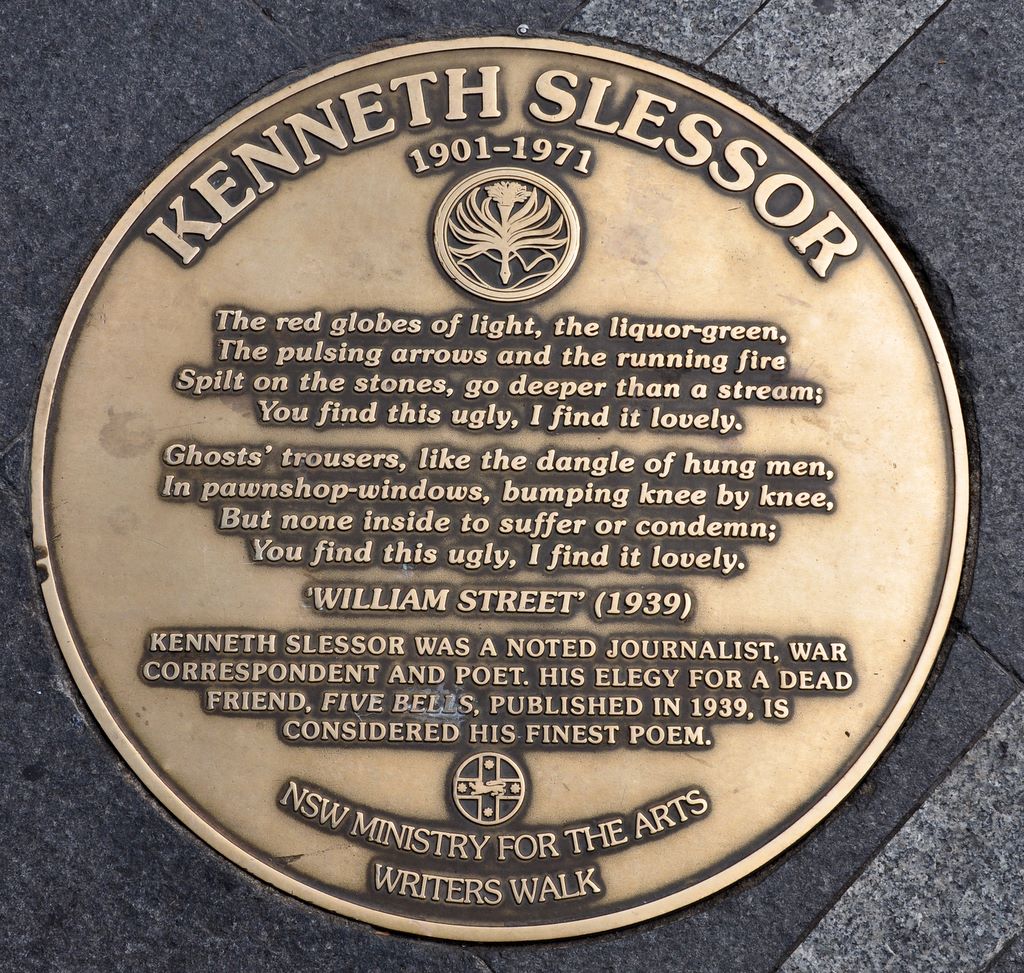 KENNETH SLESSOR
1901–1971
The red globes of light, the liquor-green,
The pulsing arrows and the running fire
Spilt on the stones, go deeper than a stream;
You find this ugly, I find it lovely.
Ghosts' trousers, like the dangle of hung men,
In pawnshop-windows, bumping knee by knee,
But none inside to suffer or condemn;
You find this ugly, I find it lovely.
'WILLIAM STREET' (1939)
KENNETH SLESSOR WAS A NOTED JOURNALIST, WAR
CORRESPONDENT AND POET. HIS ELEGY FOR A DEAD
FRIEND, FIVE BELLS, PUBLISHED IN 1939, IS
CONSIDERED HIS FINEST POEM.
NSW MINISTRY FOR THE ARTS
WRITERS WALK